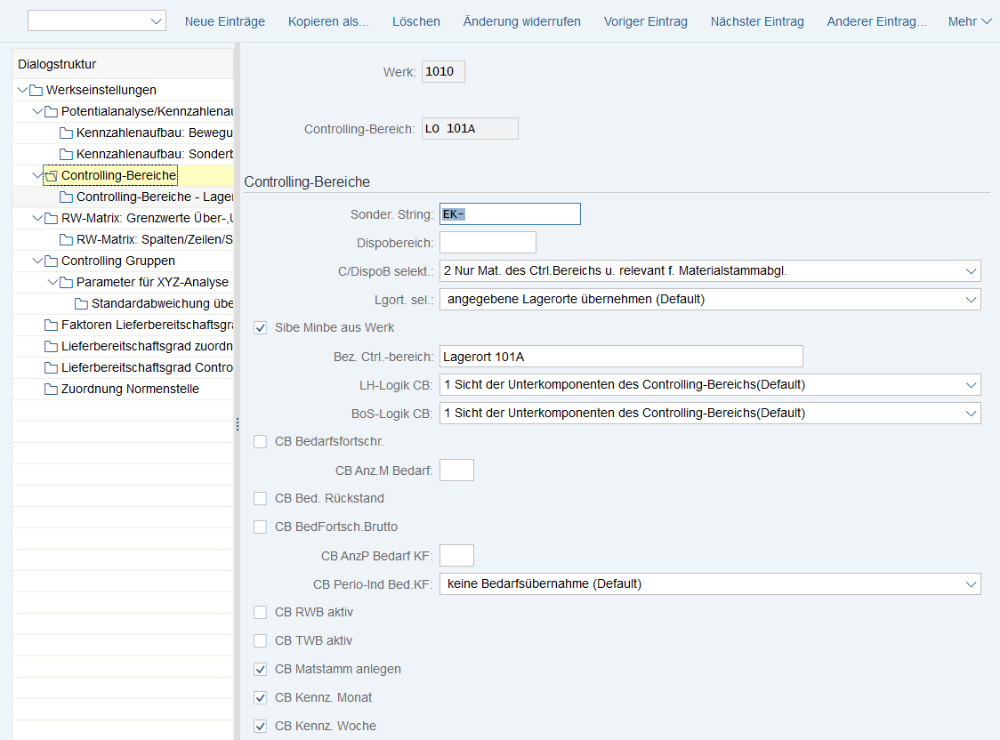 Neue Einträge Kopieren als... Löschen Änderung widerrufen Voriger Eintrag Nächster Eintrag Anderer Eintrag... Mehr
Dialogstruktur
Werkseinstellungen
Potentialanalyse/Kennzahlenau
Kennzahlenaufbau: Bewegu
Kennzahlenaufbau: Sonderb
Controlling-Bereiche
Controlling-Bereiche - Lager
RW-Matrix: Grenzwerte Über-,U
RW-Matrix: Spalten/Zeilen/S
Controlling Gruppen
Parameter für XYZ-Analyse
Standardabweichung übe
Faktoren Lieferbereitschaftsgra
Lieferbereitschaftsgrad zuordn
Lieferbereitschaftsgrad Contro
Zuordnung Normenstelle
Werk: 1010
Controlling-Bereich: LO 101A
Controlling-Bereiche
Sonder. String: EK-
Dispobereich:
C/DispoB selekt.: 2 Nur Mat. des Ctrl.Bereichs u. relevant f. Materialstammabgl.
Lgort. sel.: angegebene Lagerorte übernehmen (Default)
Sibe Minbe aus Werk
Bez. Ctrl.-bereich: Lagerort 101A
LH-Logik CB: 1 Sicht der Unterkomponenten des Controlling-Bereichs(Default)
BoS-Logik CB: 1 Sicht der Unterkomponenten des Controlling-Bereichs(Default)
CB Bedarfsfortschr.
CB Anz.M Bedarf:
CB Bed. Rückstand
CB BedFortsch.Brutto
CB AnzP Bedarf KF:
CB Perio-Ind Bed.KF: keine Bedarfsübernahme (Default)
CB RWB aktiv
CB TWB aktiv
CB Matstamm anlegen
CB Kennz. Monat
CB Kennz. Woche